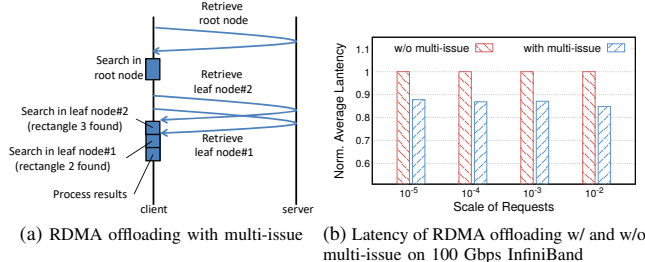 Retrieve
root node
Search in
root node
Retrieve
leaf node#2
Search in leaf node#2
(rectangle 3 found)
Search in leaf node#1
(rectangle 2 found)
Retrieve
leaf node#1
Process results
client
server
(a) RDMA offloading with multi-issue
w/o multi-issue
with multi-issue
Norm. Average Lantency
1.1
1
0.9
0.8
0.7
0.6
10-5
10-4
10-3
10-2
Scale of Requests
(b) Latency of RDMA offloading w/ and w/o
multi-issue on 100 Gbps InfiniBand